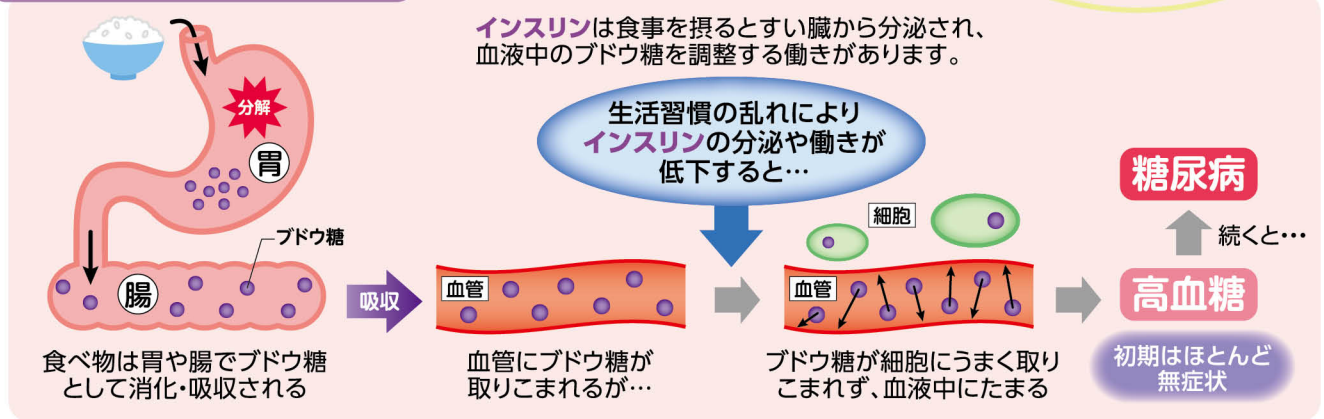 インスリンは食事を摂るとすい臓から分泌され、
血液中のブドウ糖を調整する働きがあります。
生活習慣の乱れにより
インスリンの分泌や働きが
低下すると…
分解
胃
ブドウ糖
腸
吸収
血管
細胞
血管
糖尿病
続くと…
高血糖
初期はほとんど
無症状
食べ物は胃や腸でブドウ糖
として消化・吸収される
血管にブドウ糖が
取りこまれるが…
ブドウ糖が細胞にうまく取り
こまれず、血液中にたまる